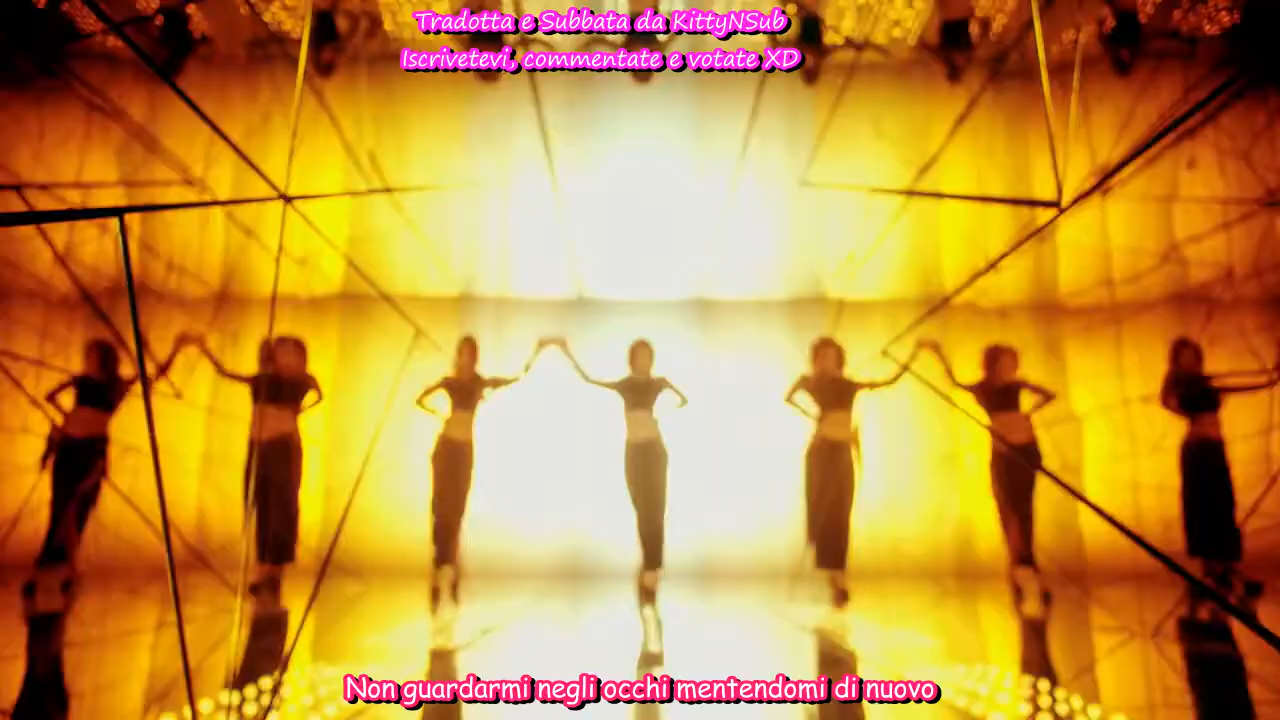 Tradotta e Subbata da KittyNSub
Iscrivetevi, commentate e votate XD
Non guardarmi negli occhi mentendomi di nuovo